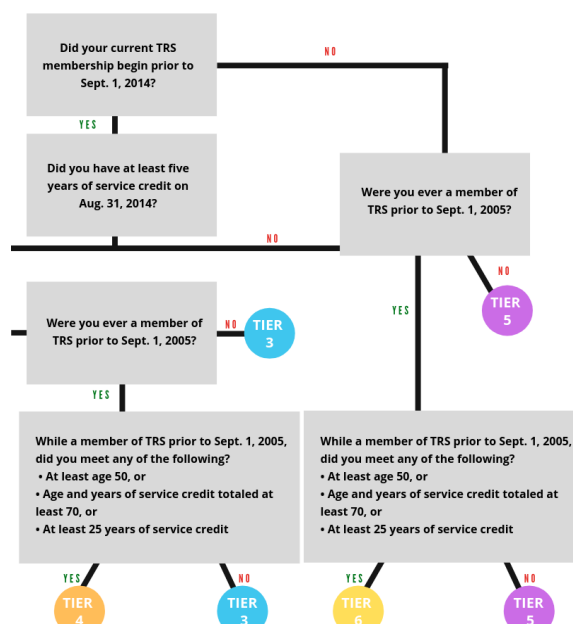 Did your current TRS
membership begin prior to
Sept. 1, 2014?
NO
YES
Did you have at least five
years of service credit on
Aug. 31, 2014?
Were you ever a member of
TRS prior to Sept. 1, 2005?
NO
NO
TIER
5
YES
Were you ever a member of
TRS prior to Sept. 1, 2005?
NO
TIER
3
YES
While a member of TRS prior to Sept. 1, 2005,
did you meet any of the following?
• At least age 50, or
• Age and years of service credit totaled at
least 70, or
• At least 25 years of service credit
While a member of TRS prior to Sept. 1, 2005,
did you meet any of the following?
• At least age 50, or
• Age and years of service credit totaled at
least 70, or
• At least 25 years of service credit
YES
TIER
4
NO
TIER
3
YES
TIER
6
NO
TIER
5